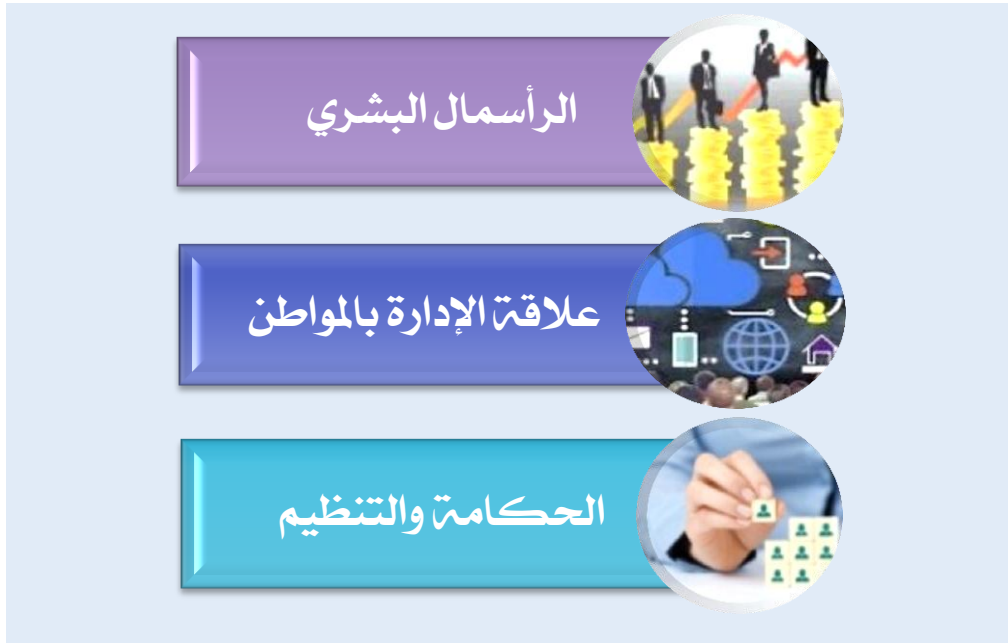 الرأسمال البشري
علاقة الإدارة بالمواطن
الحكامة والتنظيم